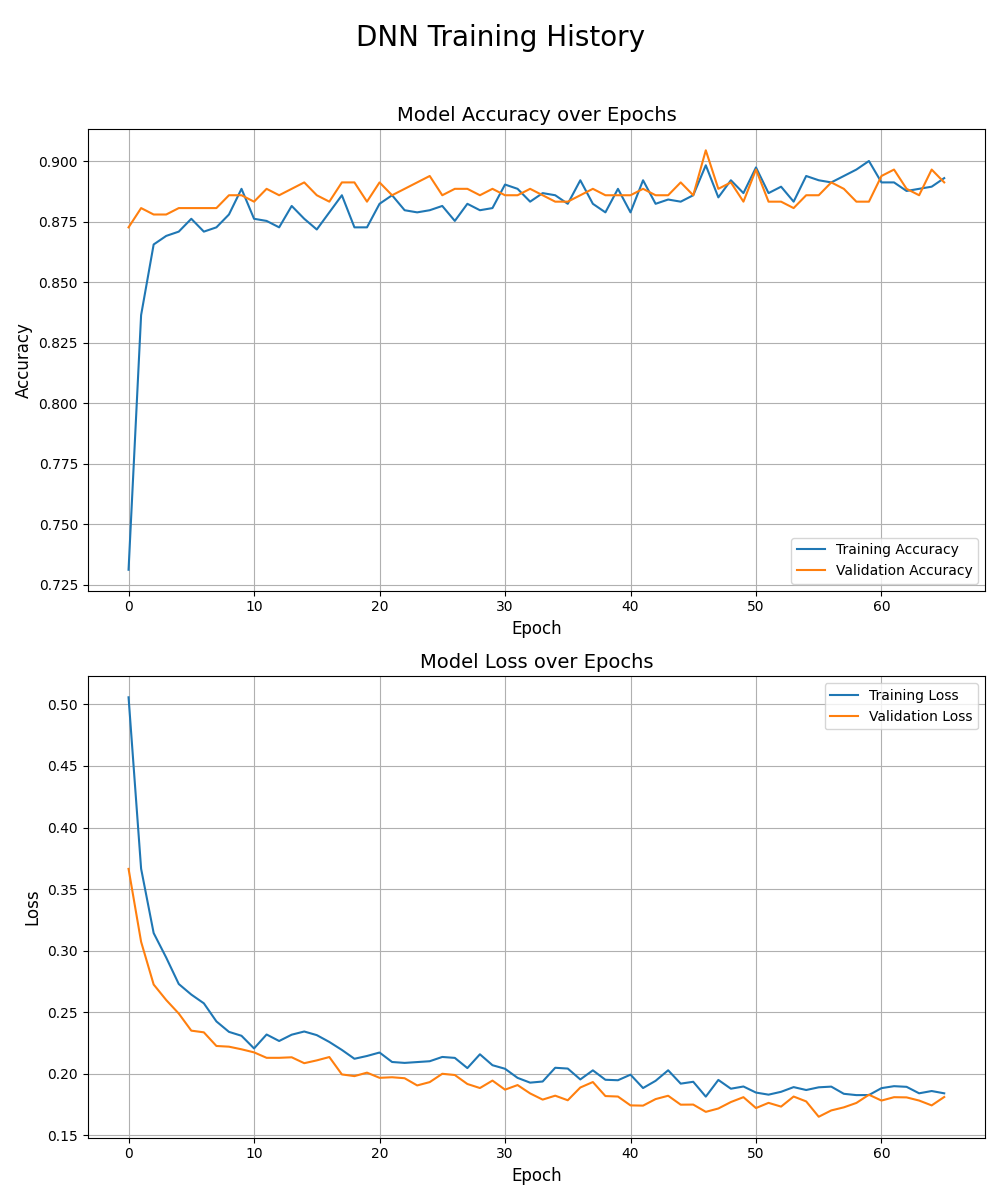 DNN Training History
Model Accuracy over Epochs
0.900
0.875
0.850
0.825
0.800
0.775
0.750
0.725
Accuracy
Training Accuracy
Validation Accuracy
0 10 20 30 40 50 60
Epoch
Model Loss over Epochs
0.50
0.45
0.40
0.35
0.30
0.25
0.20
0.15
Loss
Training Loss
Validation Loss
0 10 20 30 40 50 60
Epoch